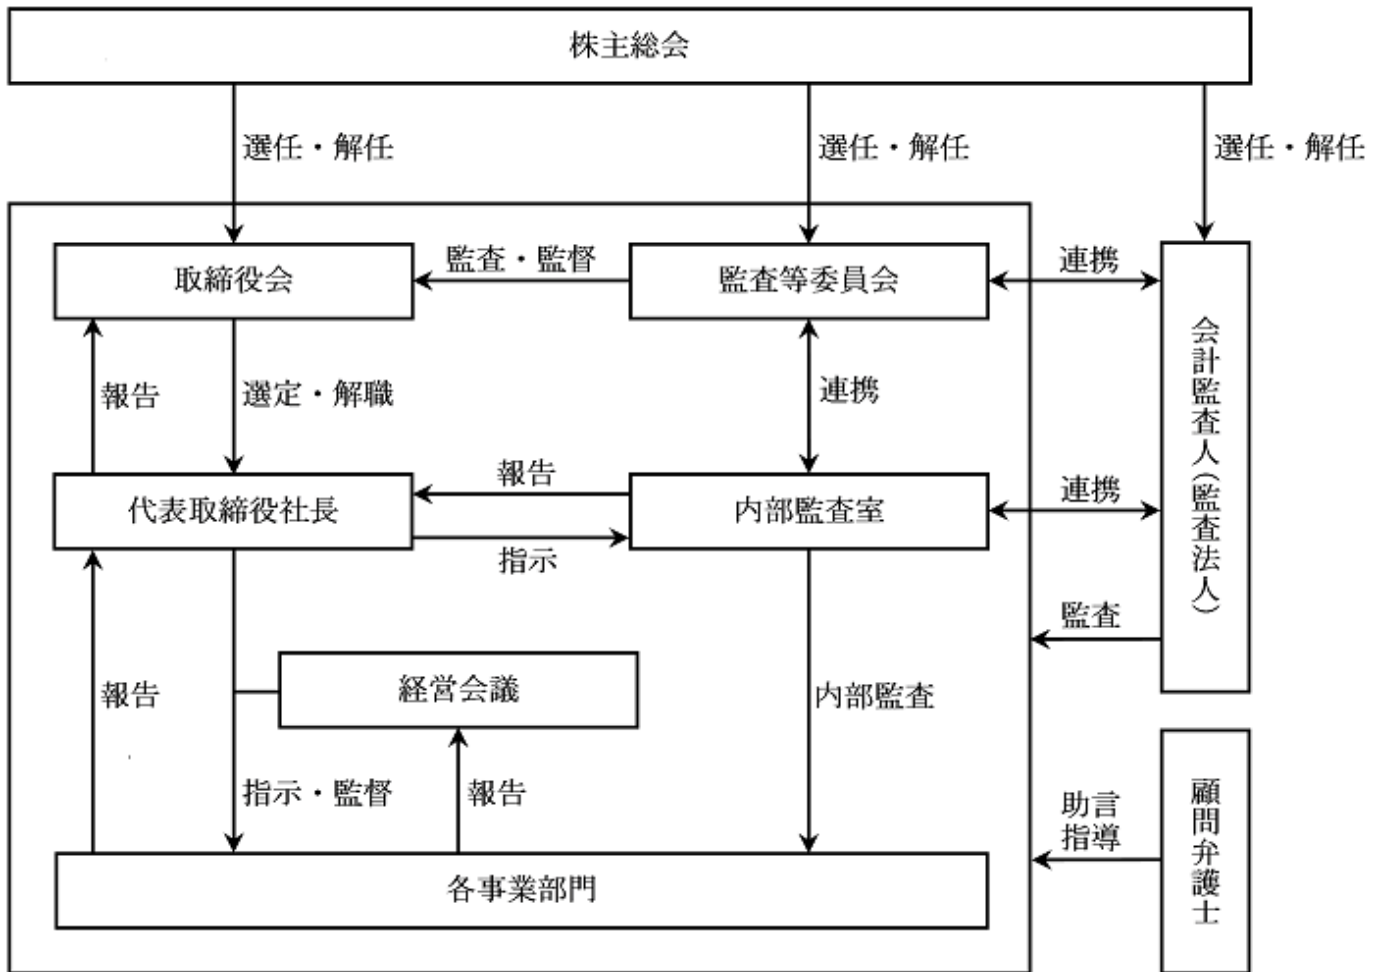 株主総会
選任・解任
選任・解任
選任・解任
取締役会
監査・監督
監査等委員会
連携
報告
選定・解職
連携
会計監査人(監査法人)
代表取締役社長
報告
指示
内部監査室
連携
監査
報告
経営会議
内部監査
指示・監督
報告
助言
指導
顧問弁護士
各事業部門